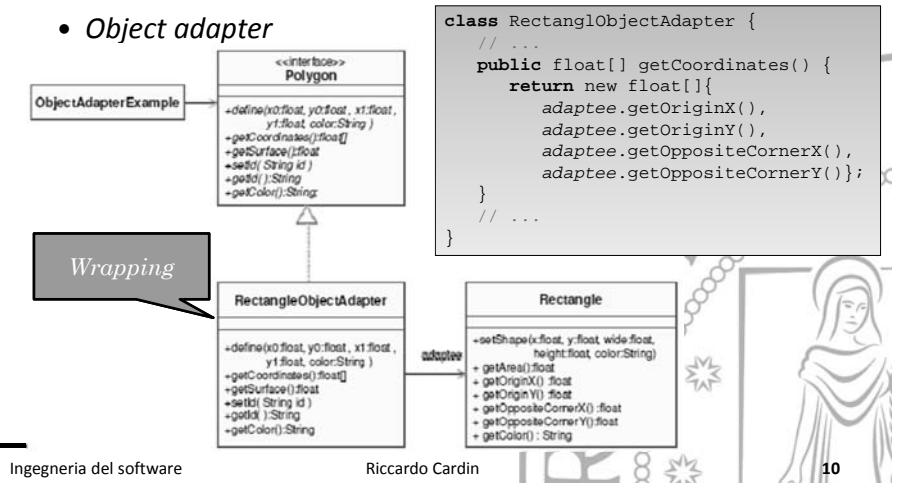 • Object adapter
<<interface>>
Polygon
ObjectAdapterExample
+define(x0:float, y0:float , x1:float ,
y1:float, color:String )
+getCoordinates():float[]
+getSurface():float
+setId( String id )
+getId( ):String
+getColor():String;
class RectanglObjectAdapter {
// ...
public float[] getCoordinates() {
return new float[]{
adaptee.getOriginX(),
adaptee.getOriginY(),
adaptee.getOppositeCornerX(),
adaptee.getOppositeCornerY()};
}
// ...
}
Wrapping
RectangleObjectAdapter
+define(x0:float, y0:float , x1:float ,
y1:float, color:String )
+getCoordinates():float[]
+getSurface():float
+setId( String id )
+getId( ):String
+getColor():String
adaptee
Rectangle
+setShape(x:float, y:float, wide:float,
height:float, color:String)
+ getArea():float
+ getOriginX() :float
+ getOriginY() :float
+ getOppositeCornerX() :float
+ getOppositeCornerY():float
+ getColor() : String
Ingegneria del software
Riccardo Cardin
10